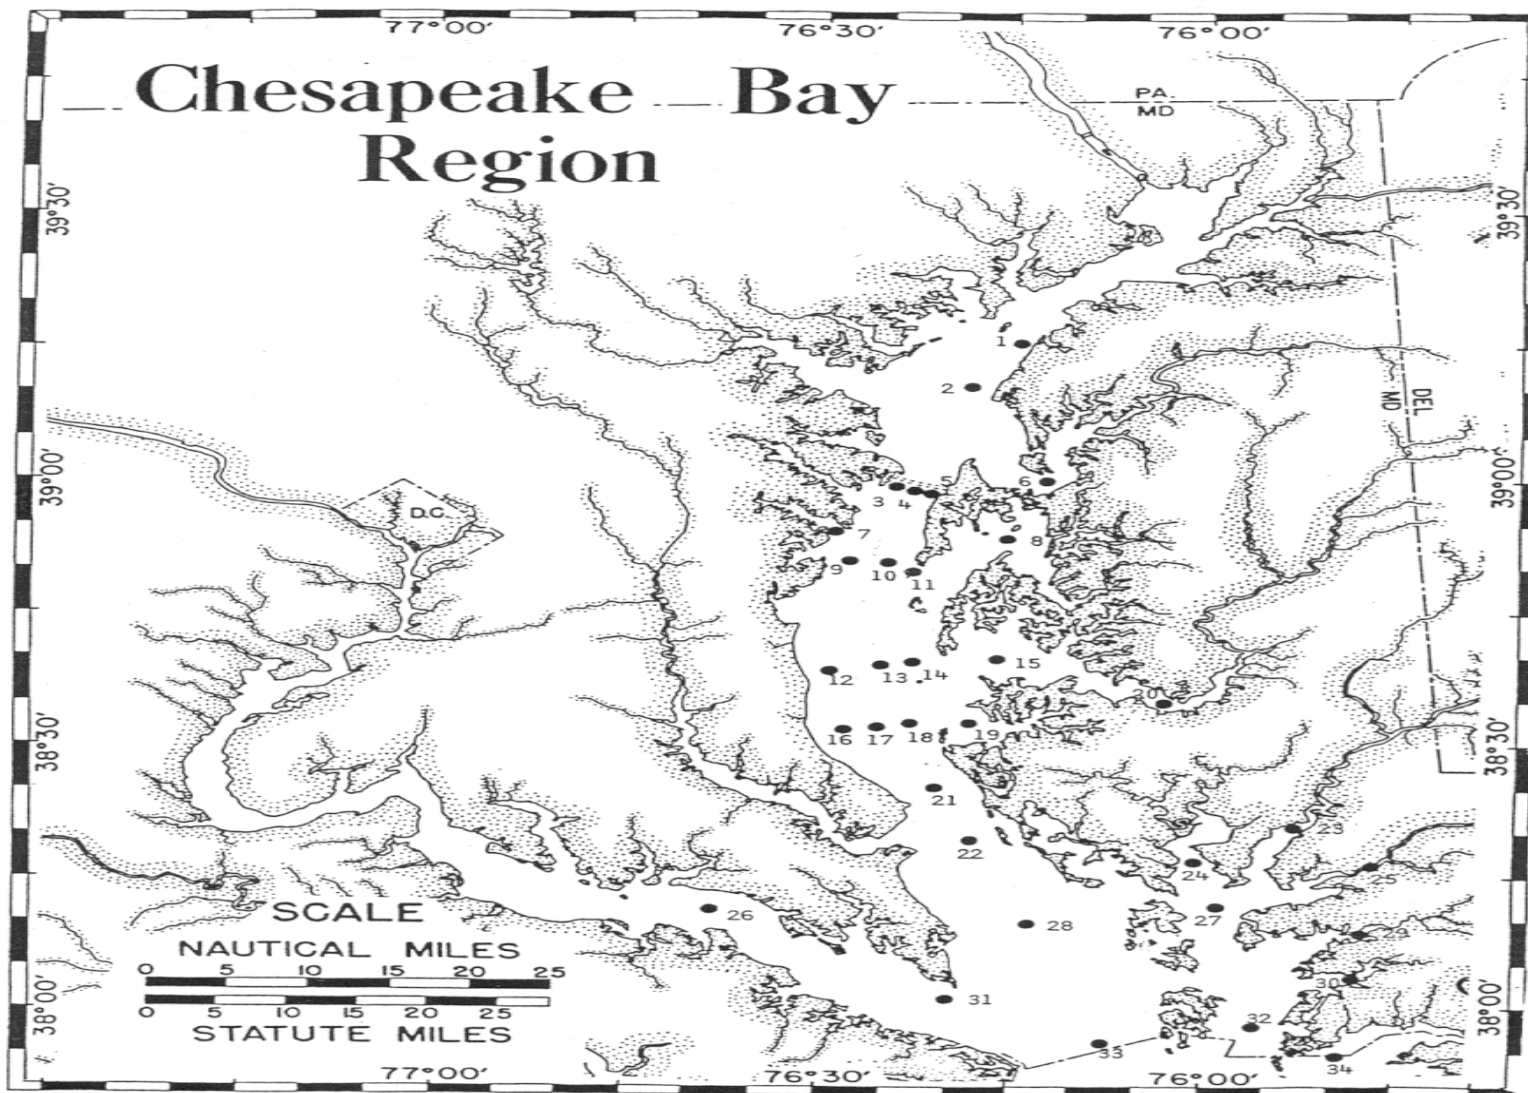 77°00' 76°30' 76°00'
Chesapeake Bay
Region
PA.
MD
39°30' 39°30'
1
2
DEL
MD
39°00' 39°00'
D.C.
3 4 5 6
7 8
9 10 11
12 13 14 15
20
16 17 18 19
38°30' 38°30'
21
22 23
24 25
26 27
28 29
SCALE
NAUTICAL MILES
0 5 10 15 20 25
0 5 10 15 20 25
STATUTE MILES
30
31 32
33 34
38°00' 38°00'
77°00' 76°30' 76°00'